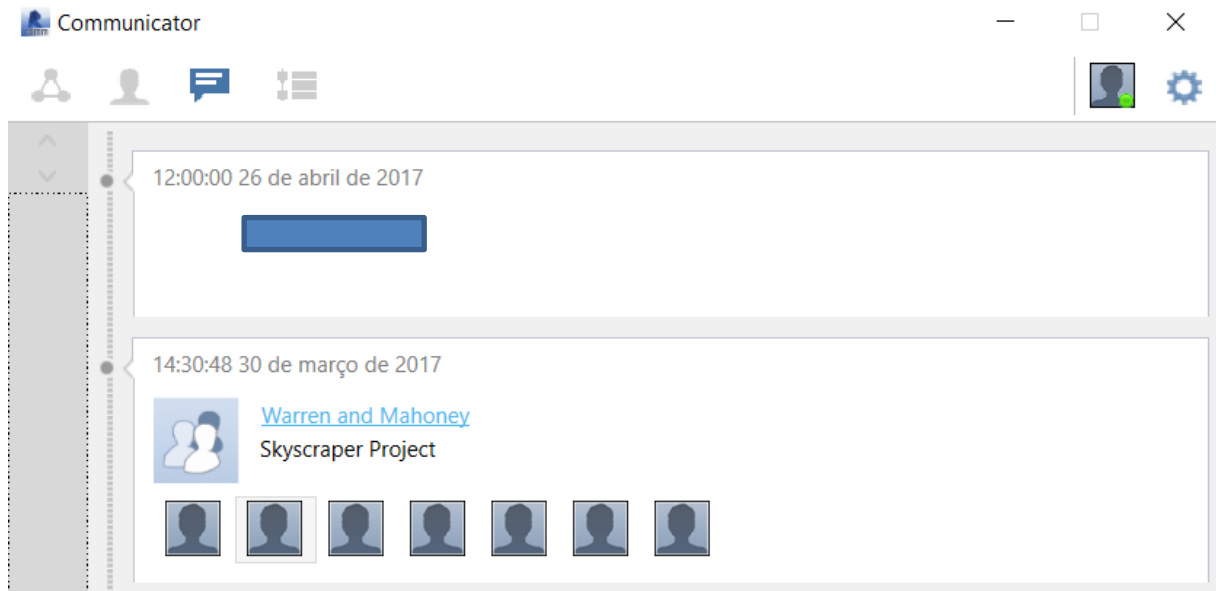 Communicator
12:00:00 26 de abril de 2017
14:30:48 30 de março de 2017
Warren and Mahoney
Skyscraper Project